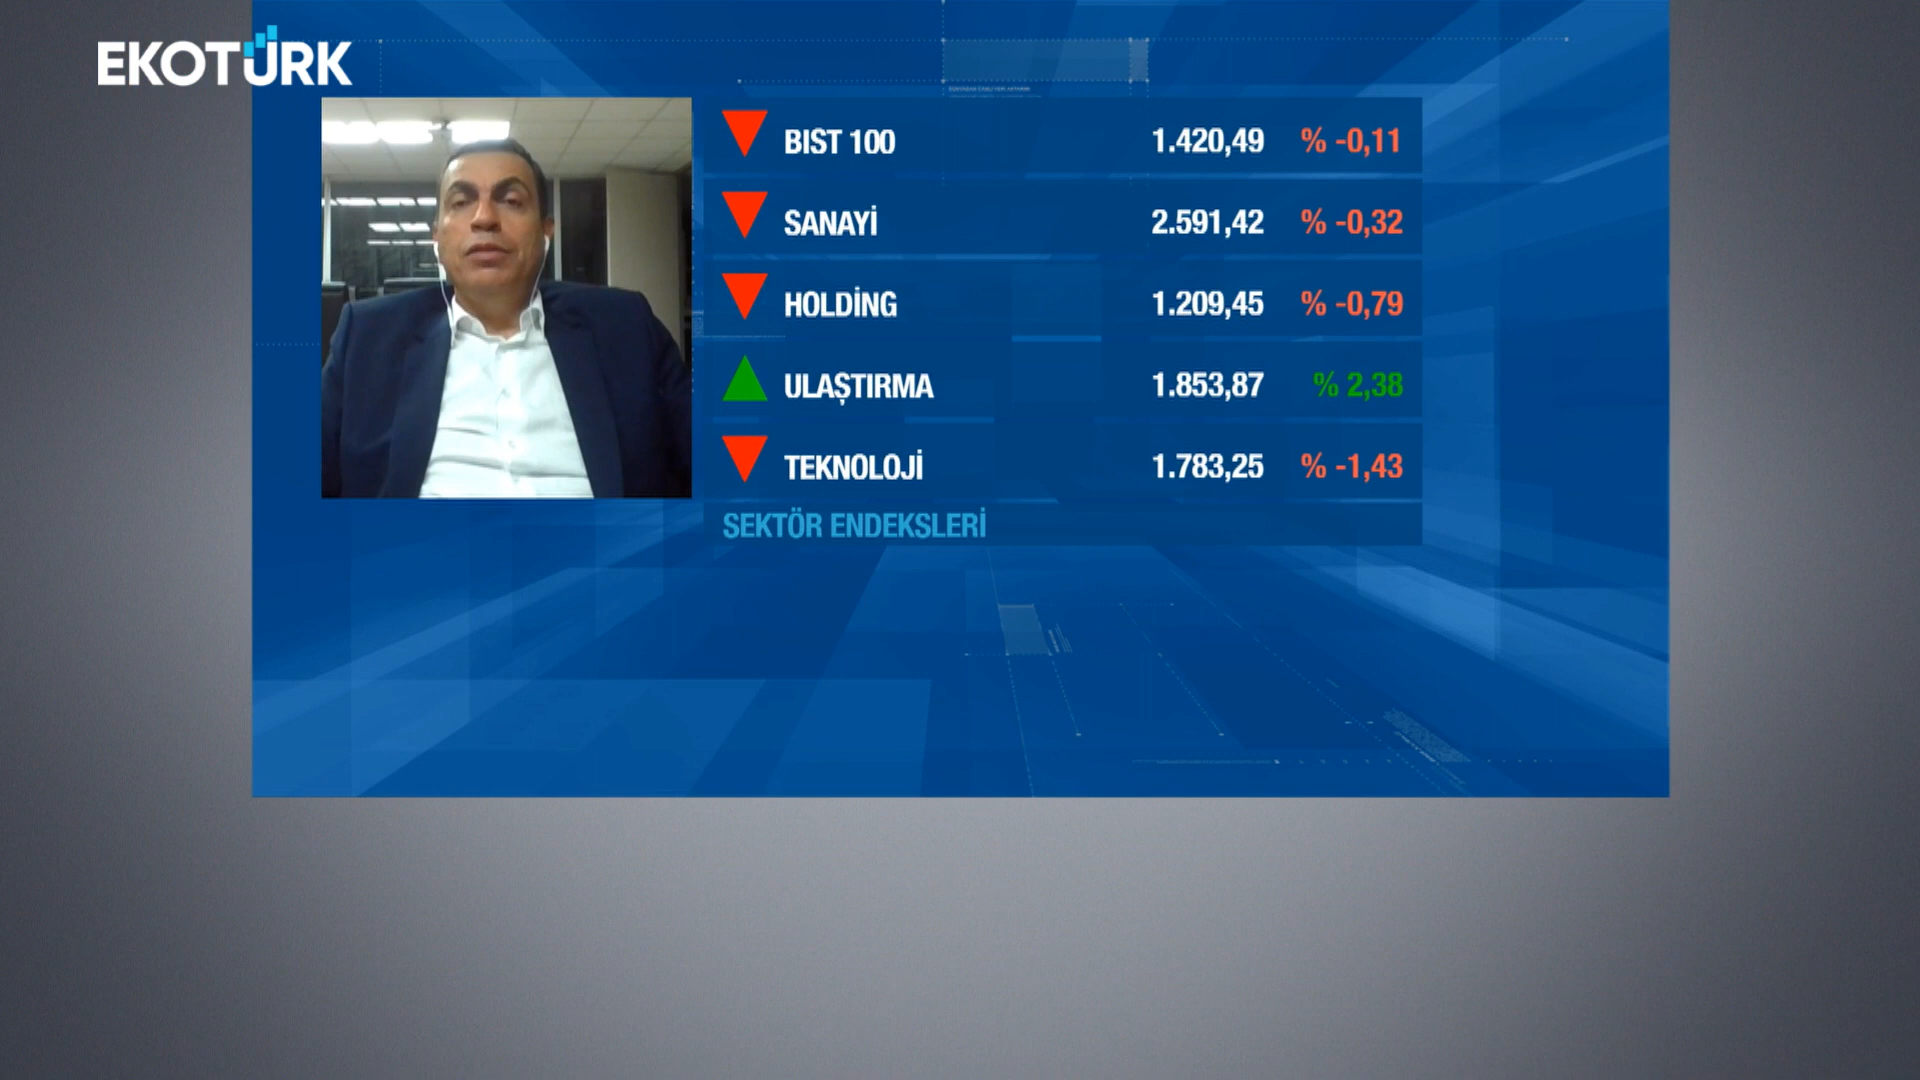 EKOTÜRK
BIST 100 1.420,49 % -0,11
SANAYİ 2.591,42 % -0,32
HOLDİNG 1.209,45 % -0,79
ULAŞTIRMA 1.853,87 % 2,38
TEKNOLOJİ 1.783,25 % -1,43
SEKTÖR ENDEKSLERİ